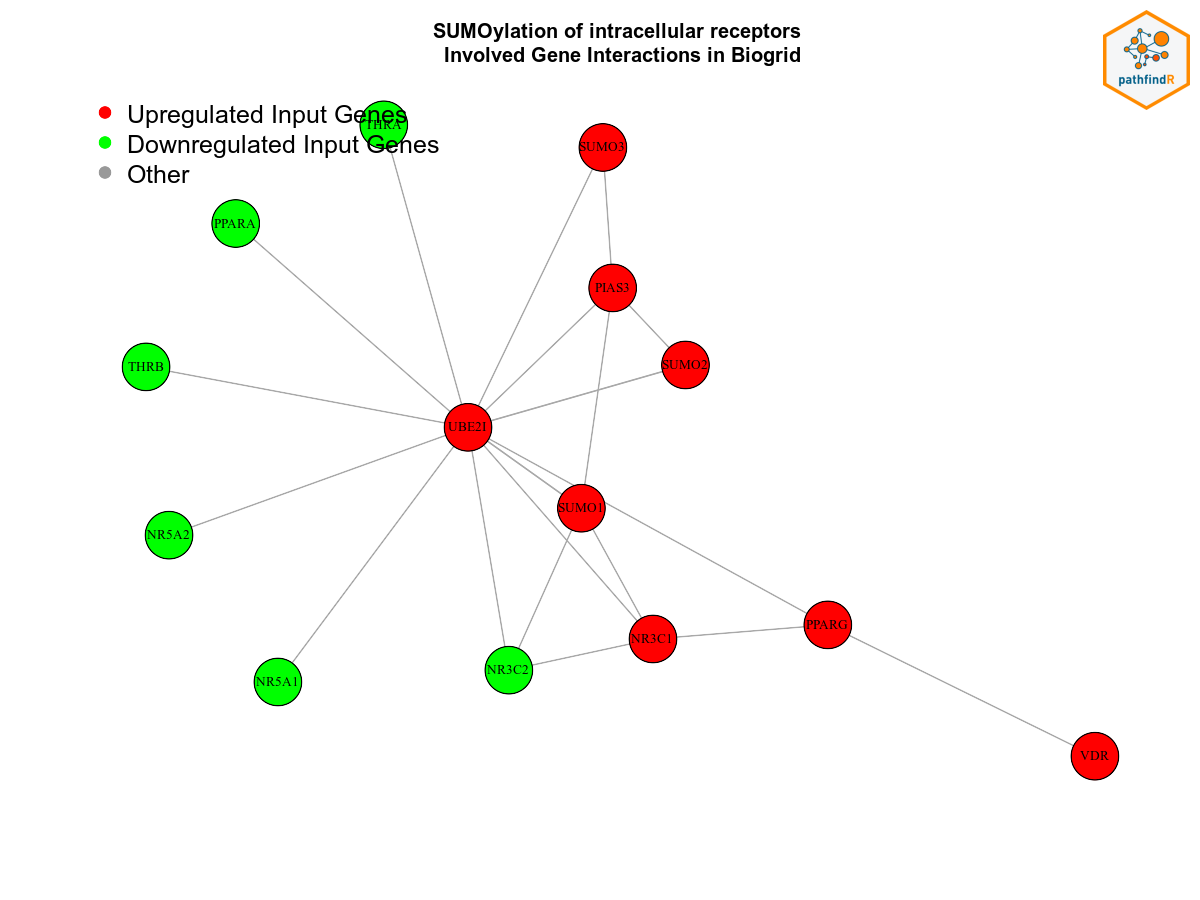 SUMOylation of intracellular receptors
Involved Gene Interactions in Biogrid
pathfindR
Upregulated Input Genes
Downregulated Input Genes
Other
THRA
SUMO3
PPARA
PIAS3
THRB
SUMO2
UBE2I
SUMO1
NR5A2
PPARG
NR3C1
NR3C2
NR5A1
VDR